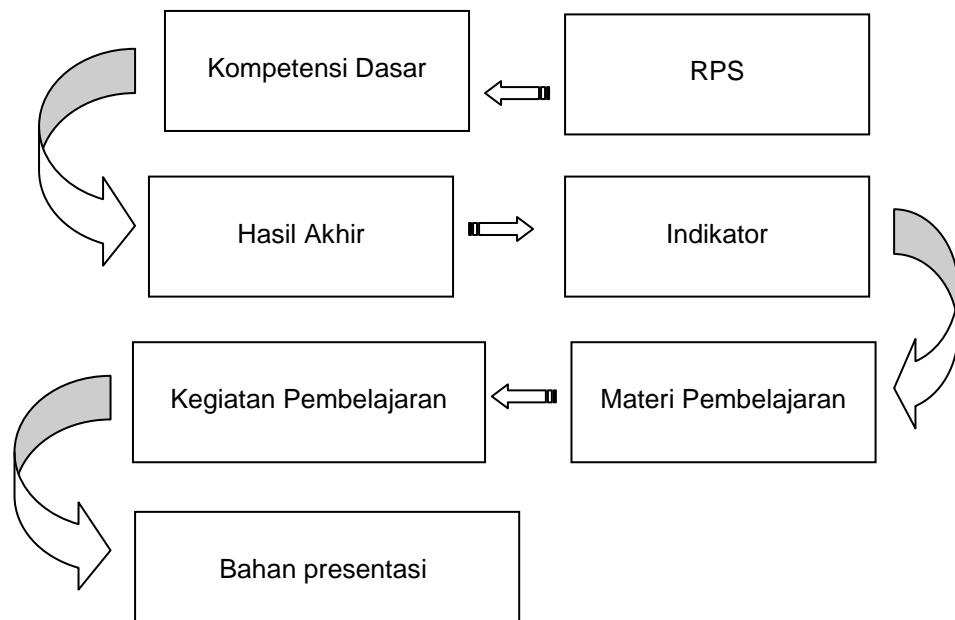 Kompetensi Dasar
RPS
Hasil Akhir
Indikator
Kegiatan Pembelajaran
Materi Pembelajaran
Bahan presentasi